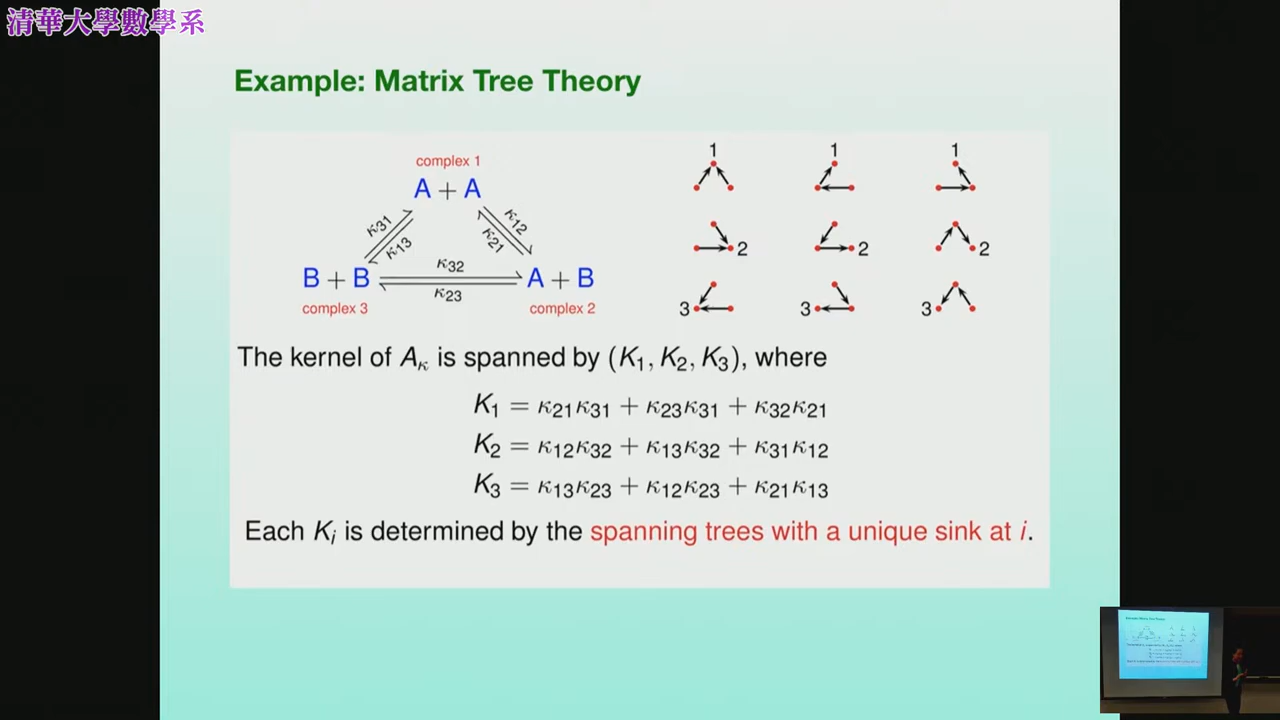 清華大學數學系
Example: Matrix Tree Theory
complex 1
A + A
κ31
κ13
κ12
κ21
B + B
κ32
κ23
A + B
complex 3
complex 2
1 1 1
2 2 2
3 3 3
The kernel of Aκ is spanned by (K1, K2, K3), where
K1 = κ21κ31 + κ23κ31 + κ32κ21
K2 = κ12κ32 + κ13κ32 + κ31κ12
K3 = κ13κ23 + κ12κ23 + κ21κ13
Each Ki is determined by the spanning trees with a unique sink at i.